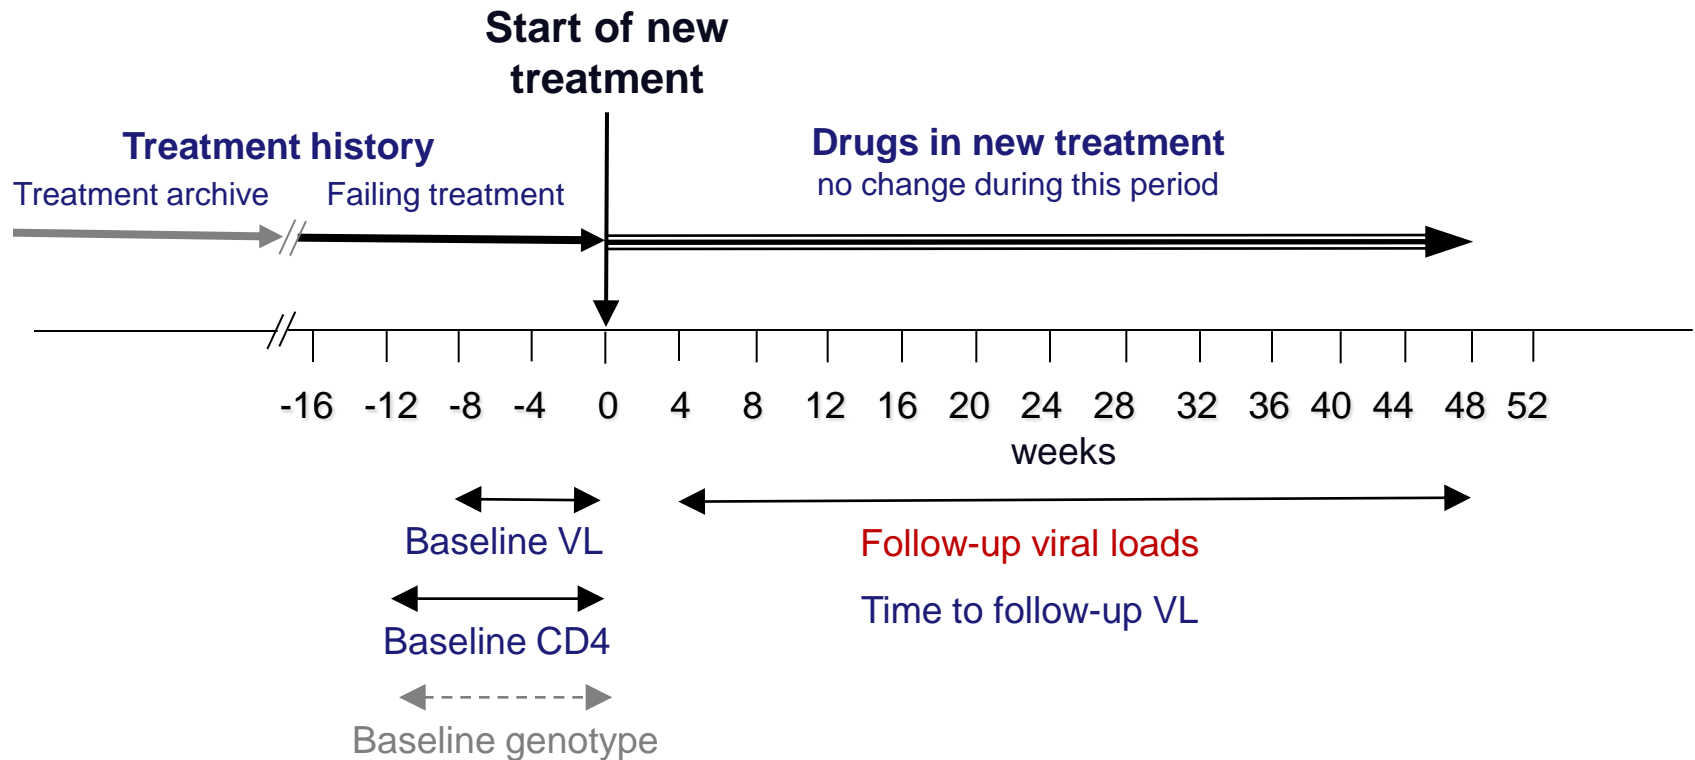 Start of new
treatment
Treatment history
Treatment archive Failing treatment
Drugs in new treatment
no change during this period
-16 -12 -8 -4 0 4 8 12 16 20 24 28 32 36 40 44 48 52
weeks
Baseline VL
Baseline CD4
Baseline genotype
Follow-up viral loads
Time to follow-up VL